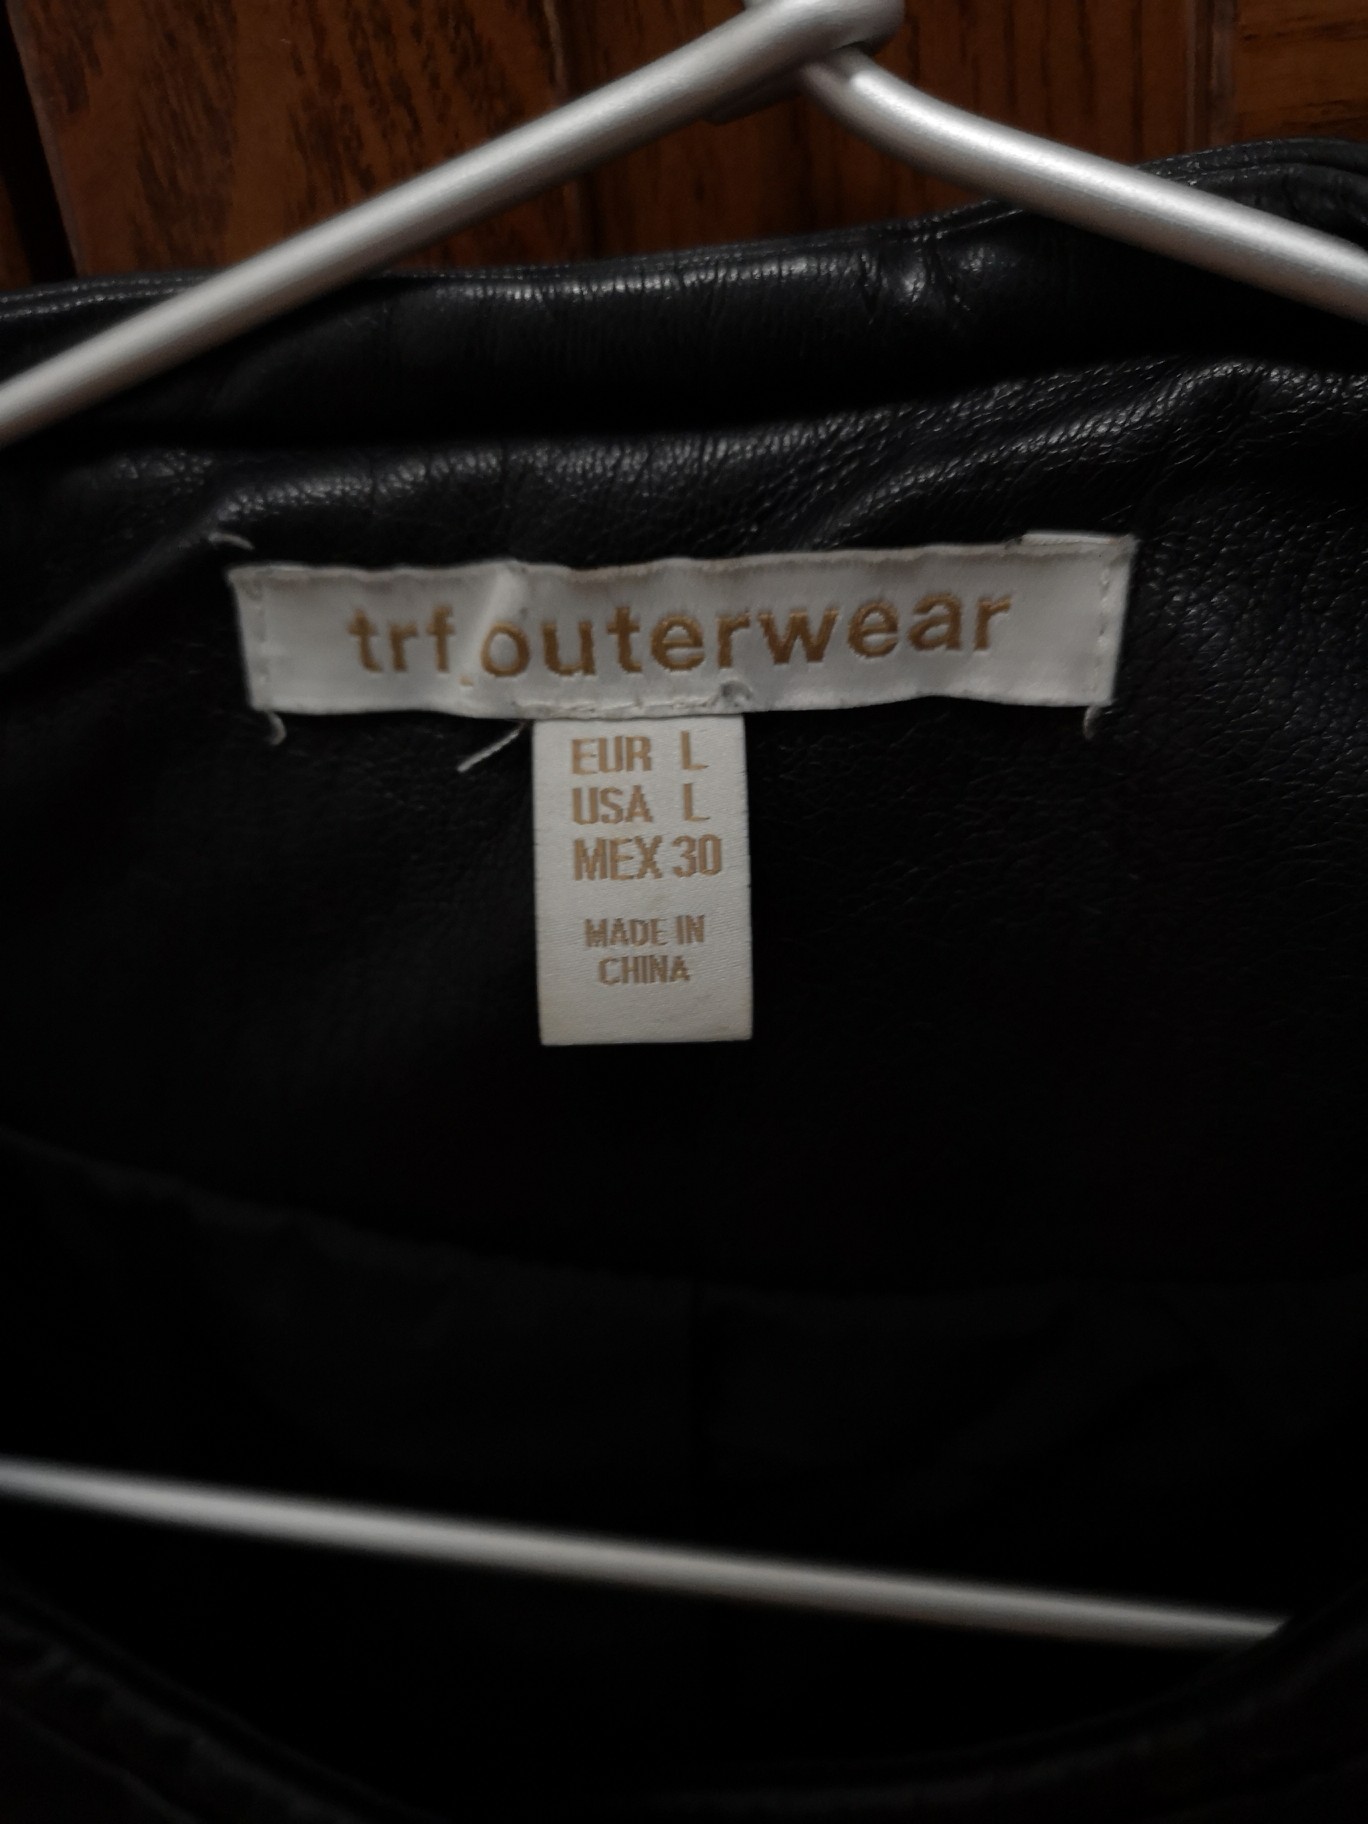 trf.outerwear
EUR L
USA L
MEX 30
MADE IN
CHINA